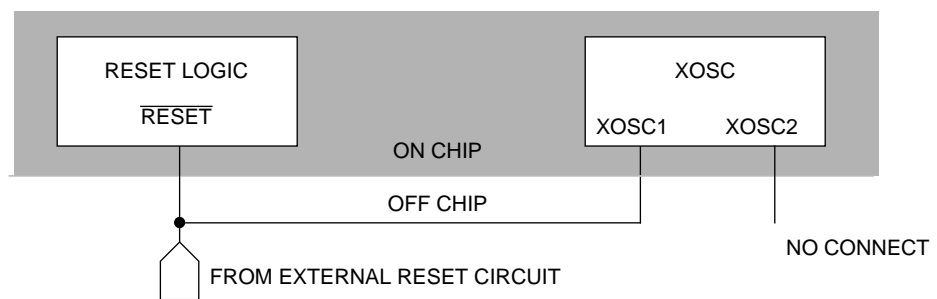 RESET LOGIC
RESET
XOSC
XOSC1
XOSC2
ON CHIP
OFF CHIP
NO CONNECT
FROM EXTERNAL RESET CIRCUIT